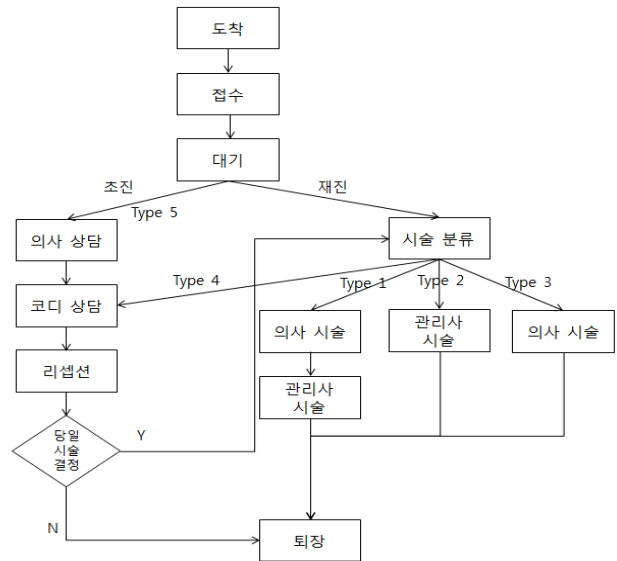 도착
접수
대기
초진
재진
Type 5
의사 상담
시술 분류
Type 4
Type 1
Type 2
Type 3
코디 상담
의사 시술
관리사
시술
의사 시술
리셉션
관리사
시술
당일
시술
결정
Y
N
퇴장